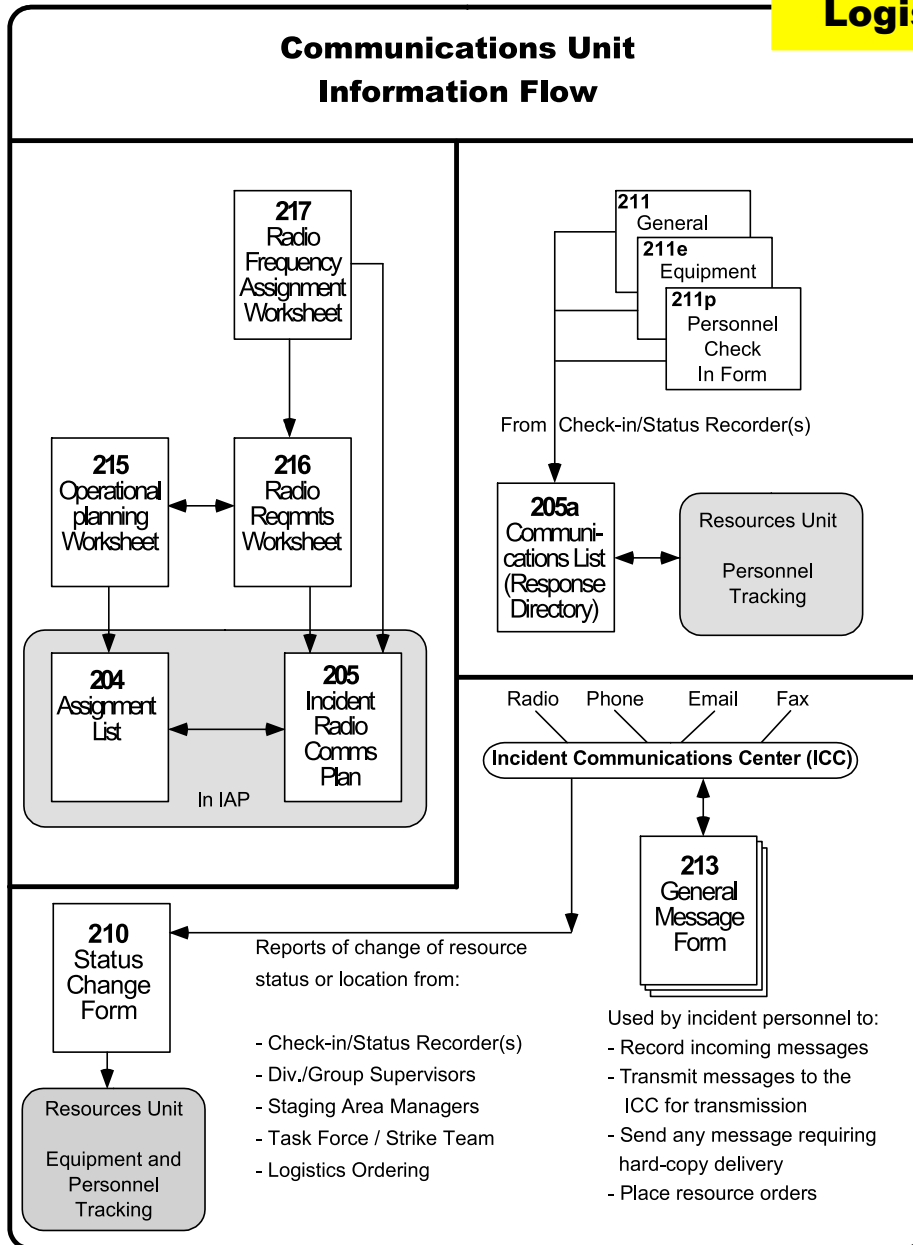 Logis
Communications Unit
Information Flow
217
Radio
Frequency
Assignment
Worksheet
215
Operational
planning
Worksheet
216
Radio
Reqmnts
Worksheet
204
Assignment
List
205
Incident
Radio
Comms
Plan
In IAP
211
General
211e
Equipment
211p
Personnel
Check
In Form
From Check-in/Status Recorder(s)
205a
Communi-
cations List
(Response
Directory)
Resources Unit
Personnel
Tracking
Radio Phone Email Fax
Incident Communications Center (ICC)
213
General
Message
Form
210
Status
Change
Form
Reports of change of resource
status or location from:
- Check-in/Status Recorder(s)
- Div./Group Supervisors
- Staging Area Managers
- Task Force / Strike Team
- Logistics Ordering
Used by incident personnel to:
- Record incoming messages
- Transmit messages to the
ICC for transmission
- Send any message requiring
hard-copy delivery
- Place resource orders
Resources Unit
Equipment and
Personnel
Tracking